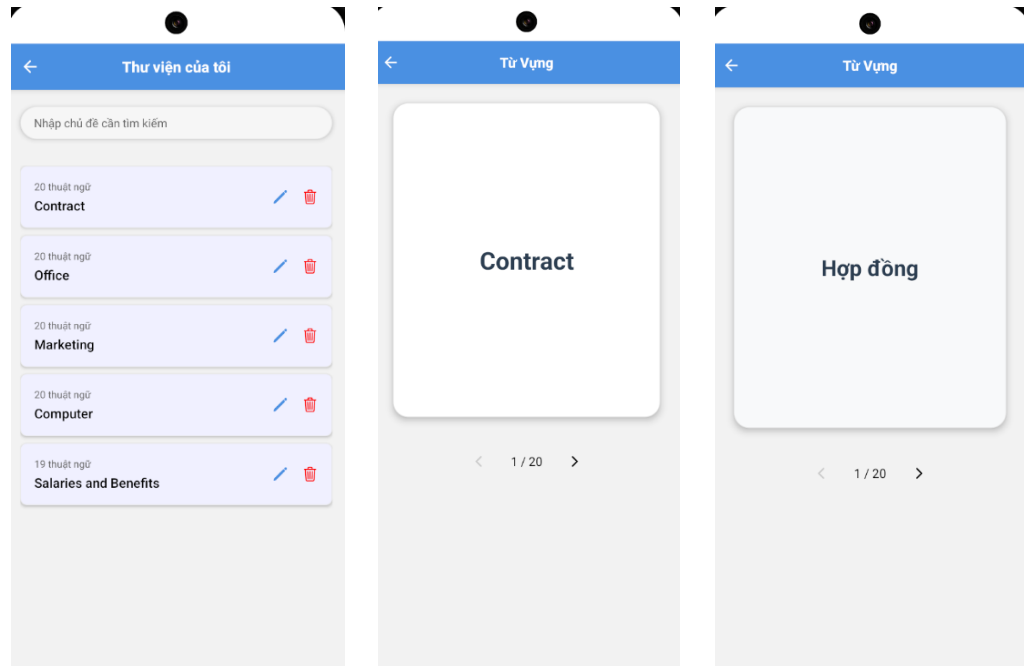 Thư viện của tôi
Nhập chủ đề cần tìm kiếm
20 thuật ngữ
Contract
20 thuật ngữ
Office
20 thuật ngữ
Marketing
20 thuật ngữ
Computer
19 thuật ngữ
Salaries and Benefits
Từ Vựng
Contract
1 / 20
Từ Vựng
Hợp đồng
1 / 20